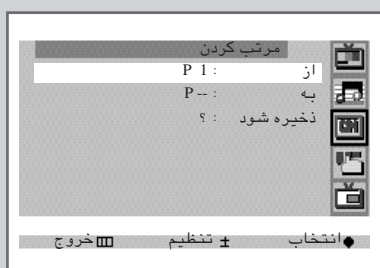 مرتب کردن
از : P 1
به : P --
ذخیره شود : ؟
انتخاب ± تنظیم خروج